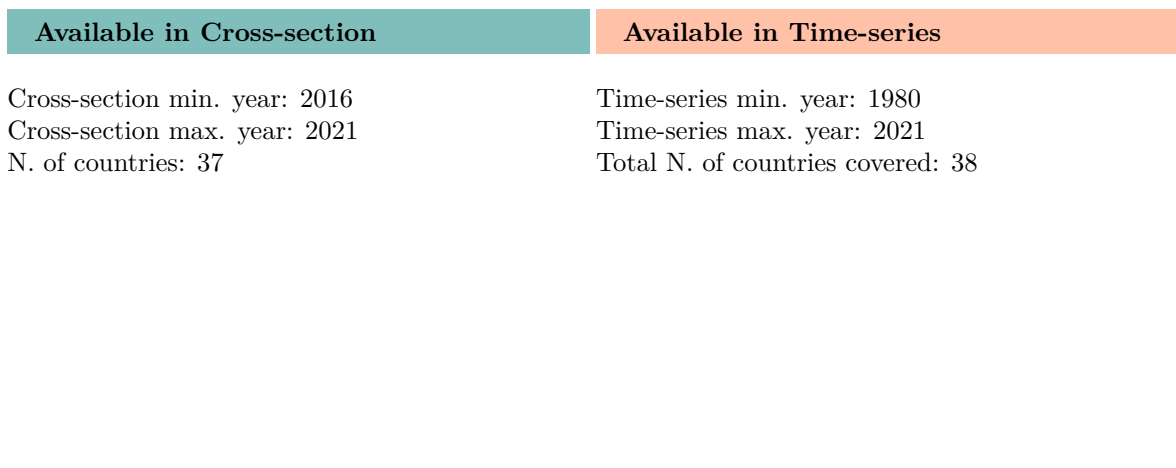 Available in Cross-section
Cross-section min. year: 2016
Cross-section max. year: 2021
N. of countries: 37
Available in Time-series
Time-series min. year: 1980
Time-series max. year: 2021
Total N. of countries covered: 38